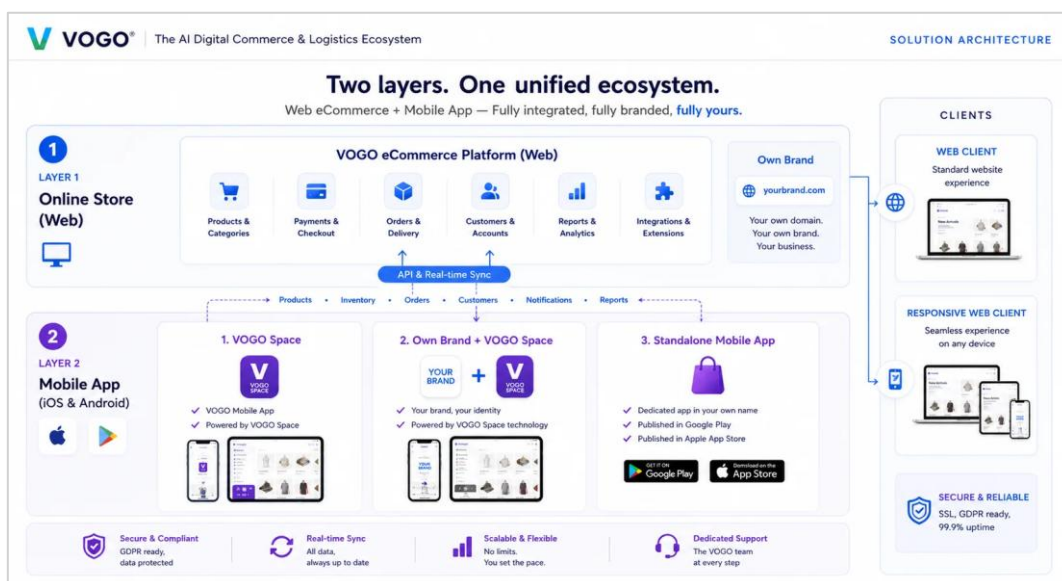 VOGO®
The AI Digital Commerce & Logistics Ecosystem
SOLUTION ARCHITECTURE
Two layers. One unified ecosystem.
Web eCommerce + Mobile App — Fully integrated, fully branded, fully yours.
1
LAYER 1
Online Store
(Web)
VOGO eCommerce Platform (Web)
Products &
Categories
Payments &
Checkout
Orders &
Delivery
Customers &
Accounts
Reports &
Analytics
Integrations &
Extensions
Own Brand
yourbrand.com
Your own domain.
Your own brand.
Your business.
API & Real-time Sync
Products • Inventory • Orders • Customers • Notifications • Reports
2
LAYER 2
Mobile App
(iOS & Android)
1. VOGO Space
V
VOGO
SPACE
VOGO Mobile App
Powered by VOGO Space
2. Own Brand + VOGO Space
YOUR
BRAND
+
V
VOGO
SPACE
Your brand, your identity
Powered by VOGO Space technology
YOUR
BRAND
3. Standalone Mobile App
Dedicated app in your own name
Published in Google Play
Published in Apple App Store
GET IT ON
Google Play
Download on the
App Store
CLIENTS
WEB CLIENT
Standard website
experience
RESPONSIVE WEB CLIENT
Seamless experience
on any device
SECURE & RELIABLE
SSL, GDPR ready,
99.9% uptime
Secure & Compliant
GDPR ready,
data protected
Real-time Sync
All data,
always up to date
Scalable & Flexible
No limits.
You set the pace.
Dedicated Support
The VOGO team
at every step